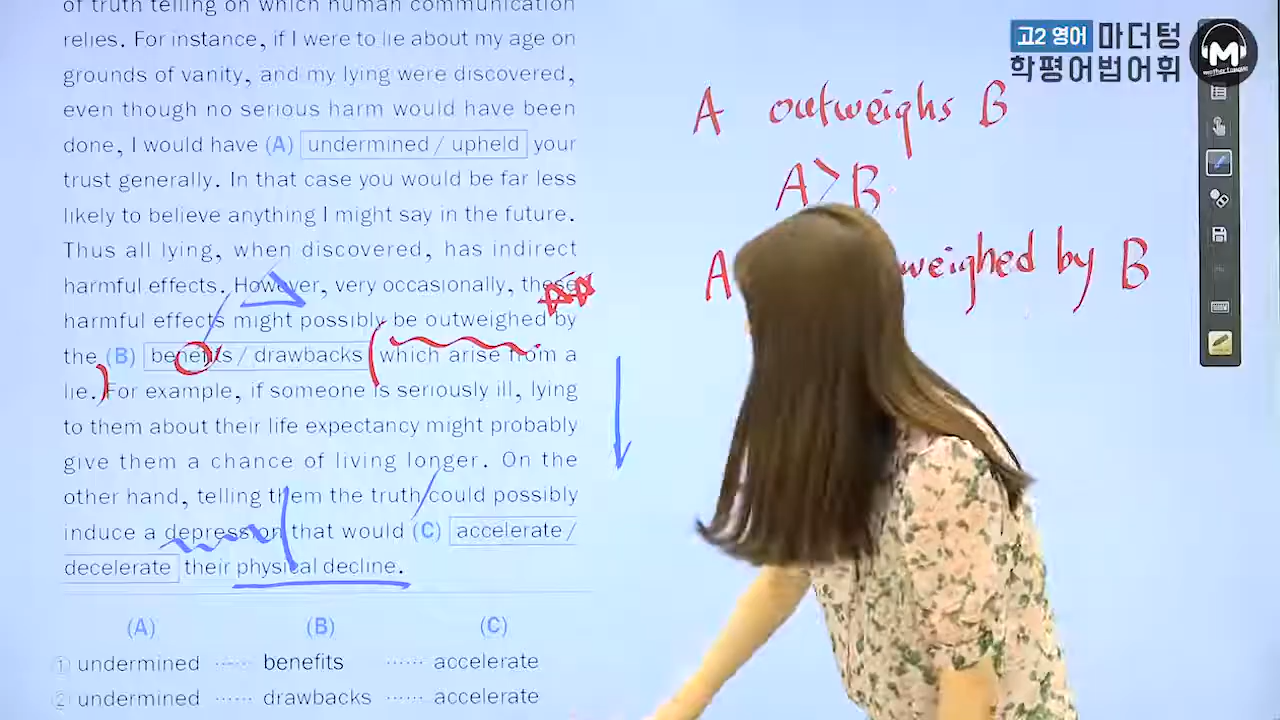 of truth telling on which human communication
relies. For instance, if I were to lie about my age on
grounds of vanity, and my lying were discovered,
even though no serious harm would have been
done, I would have (A) undermined / upheld your
trust generally. In that case you would be far less
likely to believe anything I might say in the future.
Thus all lying, when discovered, has indirect
harmful effects. However, very occasionally, these
harmful effects might possibly be outweighed by
the (B) benefits / drawbacks which arise from a
lie. For example, if someone is seriously ill, lying
to them about their life expectancy might probably
give them a chance of living longer. On the
other hand, telling them the truth could possibly
induce a depression that would (C) accelerate /
decelerate their physical decline.
(A) (B) (C)
① undermined ...... benefits ...... accelerate
② undermined ...... drawbacks ...... accelerate
A outweighs B
A > B
A weighed by B
고2 영어 마더텅
학평어법어휘
M
mother tongue